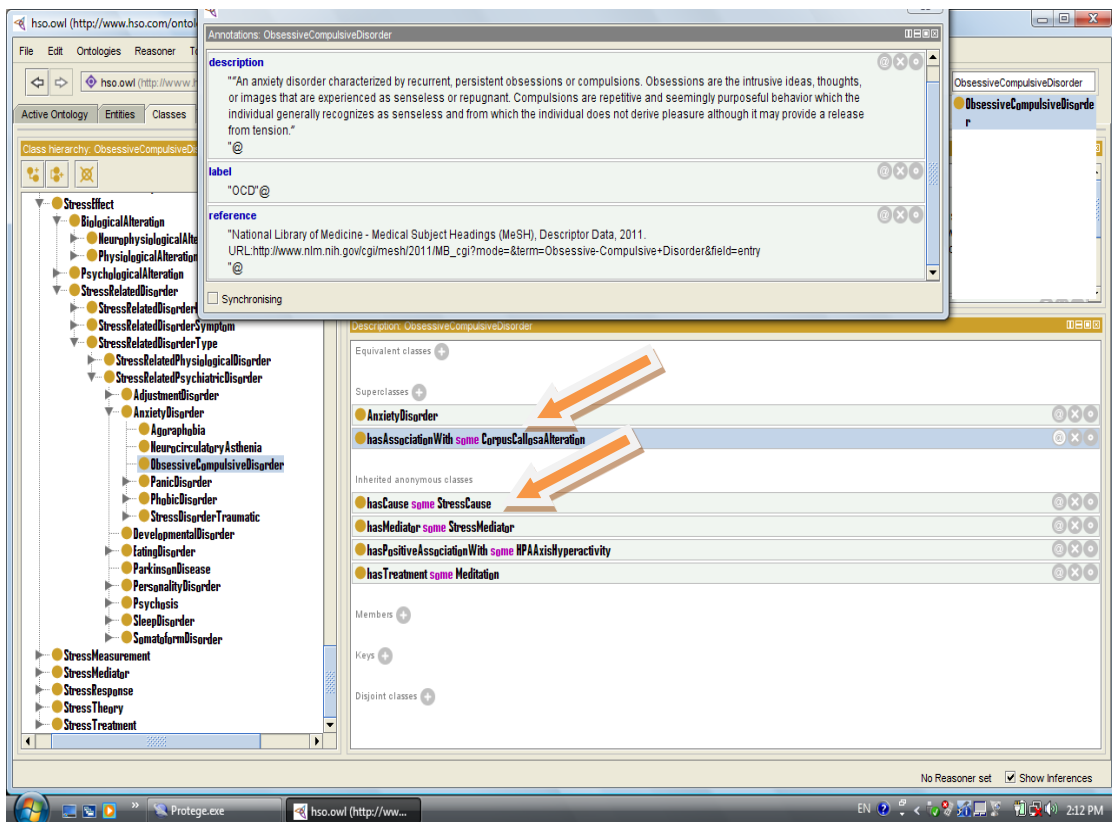 hso.owl (http://www.hso.com/ontol
File Edit Ontologies Reasoner
hso.owl (http://www.h
Active Ontology Entities Classes
Class hierarchy: ObsessiveCompulsiveDi
StressEffect
BiologicalAlteration
NeurophysiologicalAlte
PhysiologicalAlteration
PsychologicalAlteration
StressRelatedDisorder
StressRelatedDisorder
StressRelatedDisorderSymptom
StressRelatedDisorderType
StressRelatedPhysiologicalDisorder
StressRelatedPsychiatricDisorder
AdjustmentDisorder
AnxietyDisorder
Agoraphobia
NeurocirculatoryAsthenia
ObsessiveCompulsiveDisorder
PanicDisorder
PhobicDisorder
StressDisorderTraumatic
DevelopmentalDisorder
EatingDisorder
ParkinsonDisease
PersonalityDisorder
Psychosis
SleepDisorder
SomatoformDisorder
StressMeasurement
StressMediator
StressResponse
StressTheory
StressTreatment
Annotations: ObsessiveCompulsiveDisorder
description
""An anxiety disorder characterized by recurrent, persistent obsessions or compulsions. Obsessions are the intrusive ideas, thoughts,
or images that are experienced as senseless or repugnant. Compulsions are repetitive and seemingly purposeful behavior which the
individual generally recognizes as senseless and from which the individual does not derive pleasure although it may provide a release
from tension."
"@
label
"OCD"@
reference
"National Library of Medicine - Medical Subject Headings (MeSH), Descriptor Data, 2011.
URL:http://www.nlm.nih.gov/cgi/mesh/2011/MB_cgi?mode=&term=Obsessive-Compulsive+Disorder&field=entry
"@
Synchronising
ObsessiveCompulsiveDisorder
ObsessiveCompulsiveDisorde
r
Description: ObsessiveCompulsiveDisorder
Equivalent classes
Superclasses
AnxietyDisorder
hasAssociationWith some CorpusCallosaAlteration
Inherited anonymous classes
hasCause some StressCause
hasMediator some StressMediator
hasPositiveAssociationWith some HPAAxisHyperactivity
hasTreatment some Meditation
Members
Keys
Disjoint classes
No Reasoner set Show Inferences
Protege.exe
hso.owl (http://ww...
EN
2:12 PM